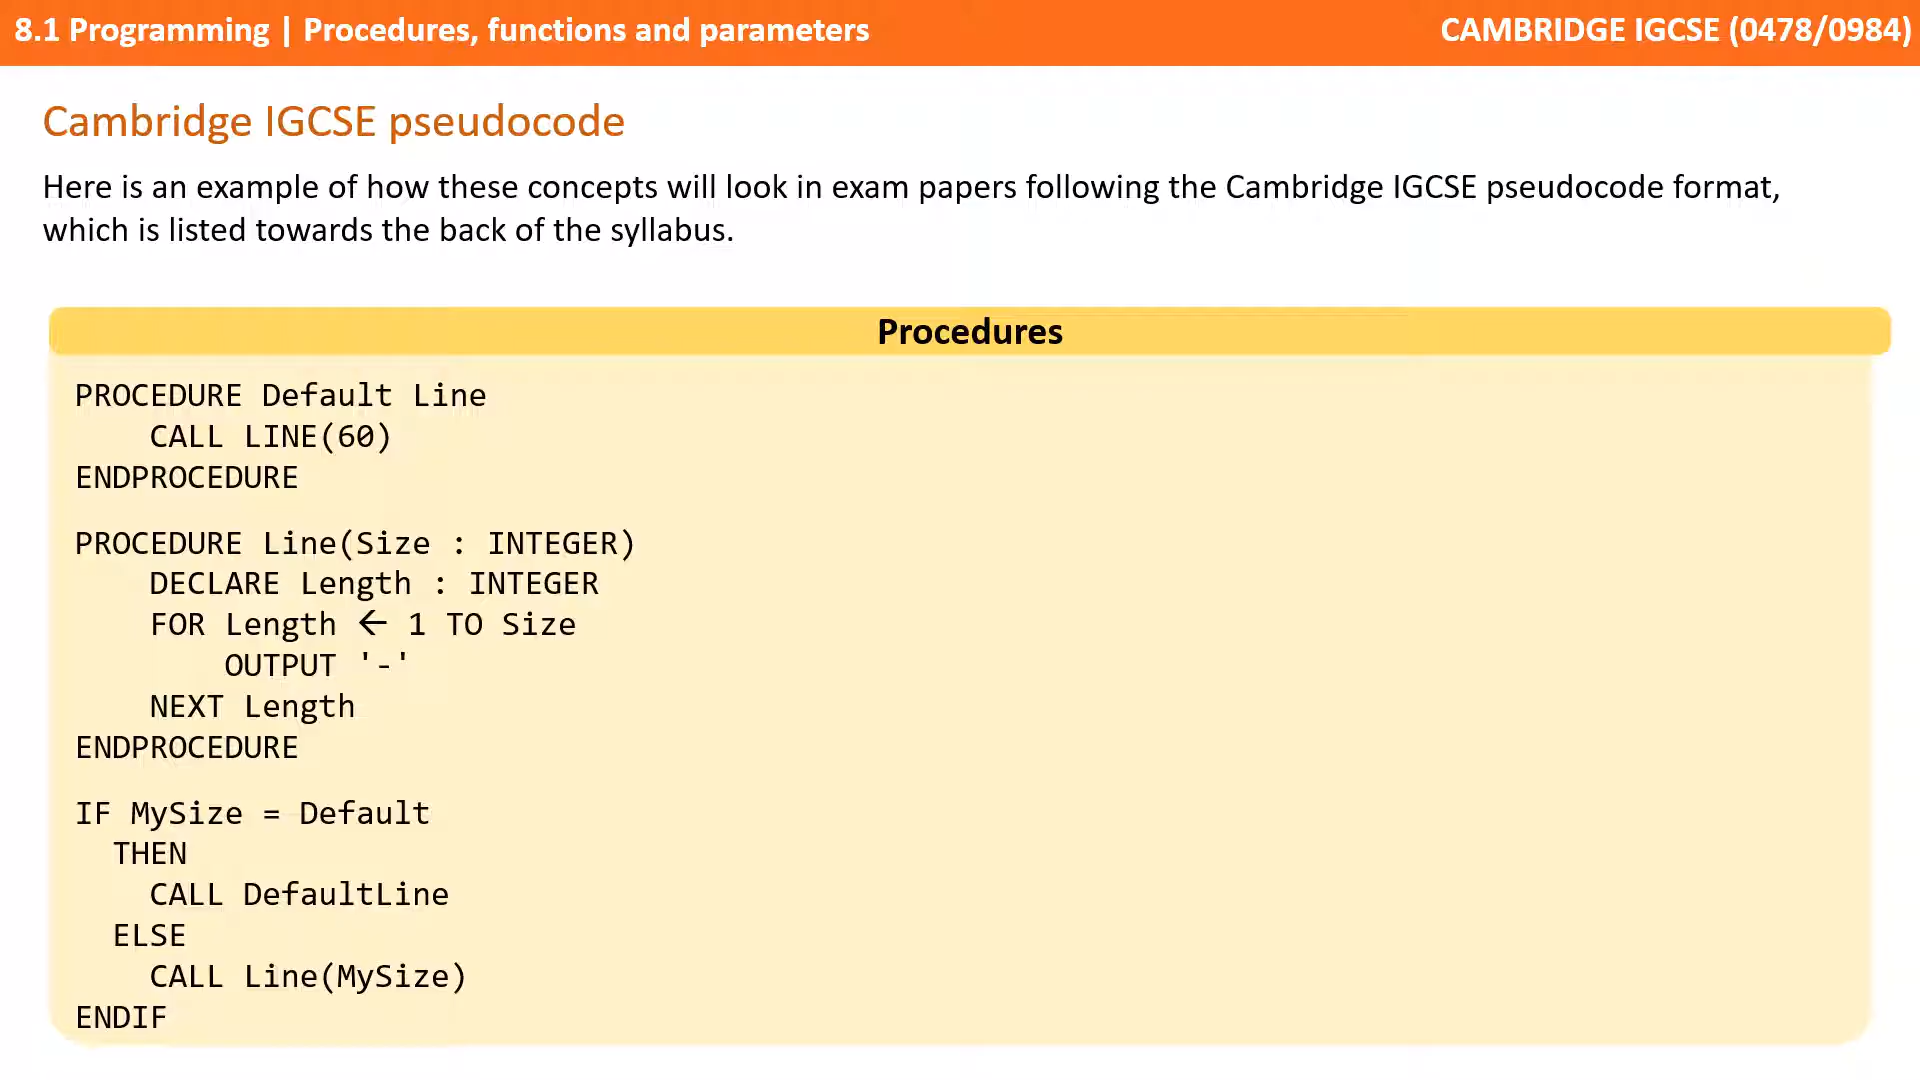 8.1 Programming | Procedures, functions and parameters
CAMBRIDGE IGCSE (0478/0984)
Cambridge IGCSE pseudocode
Here is an example of how these concepts will look in exam papers following the Cambridge IGCSE pseudocode format,
which is listed towards the back of the syllabus.
Procedures
PROCEDURE Default Line
    CALL LINE(60)
ENDPROCEDURE
PROCEDURE Line(Size : INTEGER)
    DECLARE Length : INTEGER
    FOR Length ← 1 TO Size
        OUTPUT '-'
    NEXT Length
ENDPROCEDURE
IF MySize = Default
  THEN
    CALL DefaultLine
  ELSE
    CALL Line(MySize)
ENDIF